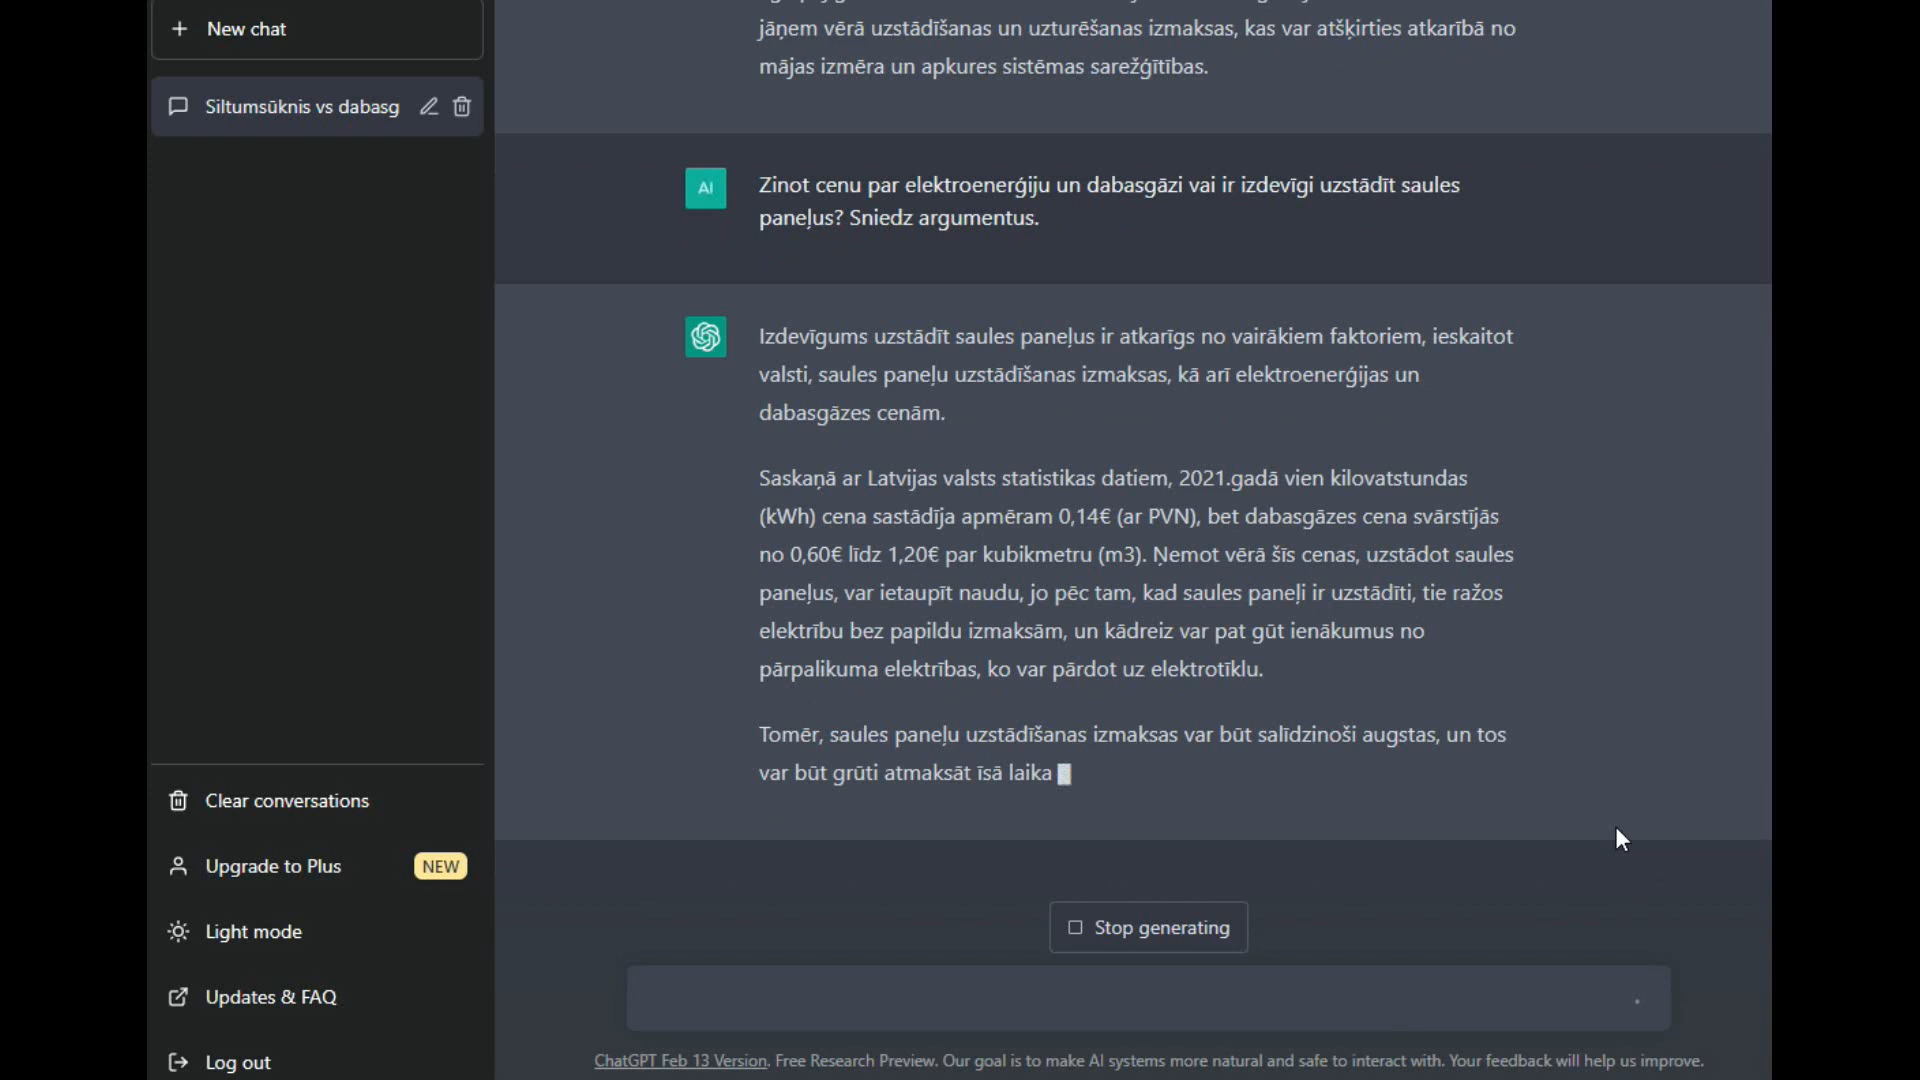 New chat
Siltumsūknis vs dabasg
jāņem vērā uzstādīšanas un uzturēšanas izmaksas, kas var atšķirties atkarībā no
mājas izmēra un apkures sistēmas sarežģītības.
AI
Zinot cenu par elektroenerģiju un dabasgāzi vai ir izdevīgi uzstādīt saules
paneļus? Sniedz argumentus.
Izdevīgums uzstādīt saules paneļus ir atkarīgs no vairākiem faktoriem, ieskaitot
valsti, saules paneļu uzstādīšanas izmaksas, kā arī elektroenerģijas un
dabasgāzes cenām.
Saskaņā ar Latvijas valsts statistikas datiem, 2021.gadā vien kilovatstundas
(kWh) cena sastādīja apmēram 0,14€ (ar PVN), bet dabasgāzes cena svārstījās
no 0,60€ līdz 1,20€ par kubikmetru (m3). Ņemot vērā šīs cenas, uzstādot saules
paneļus, var ietaupīt naudu, jo pēc tam, kad saules paneļi ir uzstādīti, tie ražos
elektrību bez papildu izmaksām, un kādreiz var pat gūt ienākumus no
pārpalikuma elektrības, ko var pārdot uz elektrotīklu.
Tomēr, saules paneļu uzstādīšanas izmaksas var būt salīdzinoši augstas, un tos
var būt grūti atmaksāt īsā laika
Clear conversations
Upgrade to Plus
NEW
Light mode
Updates & FAQ
Log out
Stop generating
ChatGPT Feb 13 Version. Free Research Preview. Our goal is to make AI systems more natural and safe to interact with. Your feedback will help us improve.